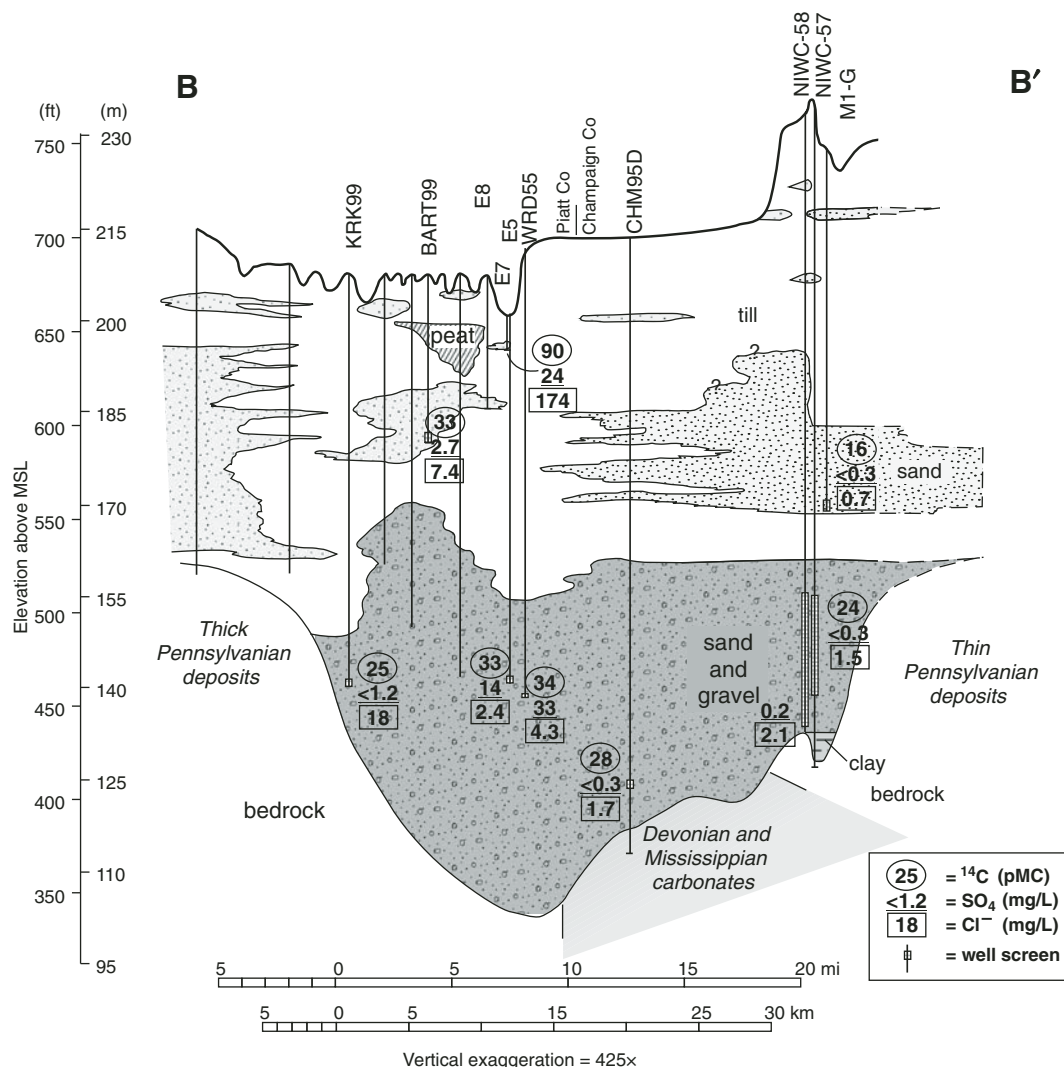 B
B′
(ft)
(m)
Elevation above MSL
750
700
650
600
550
500
450
400
350
230
215
200
185
170
155
140
125
110
95
KRK99
BART99
E8
E7
E5
WRD55
Piatt Co
Champaign Co
CHM95D
NIWC-58
NIWC-57
M1-G
peat
till
?
?
90
24
174
33
2.7
7.4
16
<0.3
0.7
sand
Thick
Pennsylvanian
deposits
25
<1.2
18
33
14
2.4
34
33
4.3
28
<0.3
1.7
sand
and
gravel
0.2
2.1
24
<0.3
1.5
Thin
Pennsylvanian
deposits
clay
bedrock
bedrock
Devonian and
Mississippian
carbonates
25 = ¹⁴C (pMC)
<1.2 = SO₄ (mg/L)
18 = Cl⁻ (mg/L)
= well screen
5 0 5 10 15 20 mi
5 0 5 15 25 30 km
Vertical exaggeration = 425×